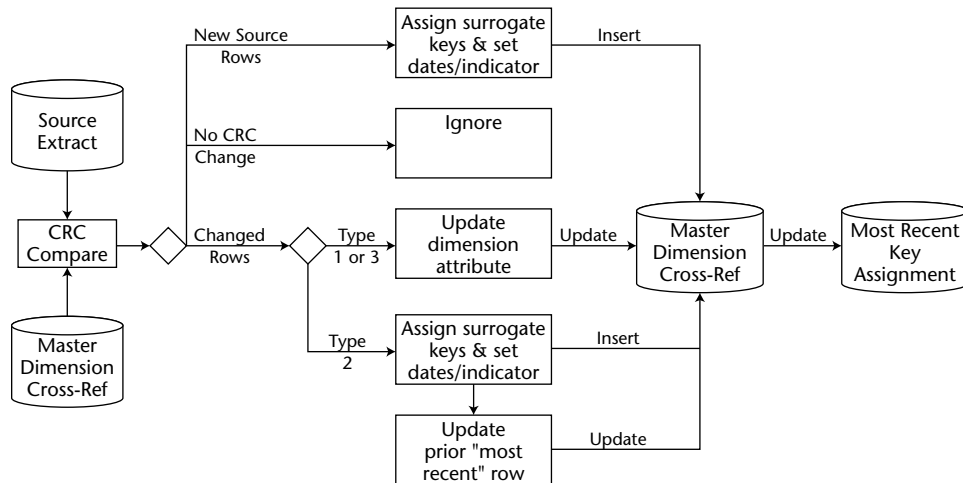 Source
Extract
CRC
Compare
Master
Dimension
Cross-Ref
New Source
Rows
Assign surrogate
keys & set
dates/indicator
Insert
No CRC
Change
Ignore
Changed
Rows
Type
1 or 3
Update
dimension
attribute
Update
Master
Dimension
Cross-Ref
Update
Most Recent
Key
Assignment
Type
2
Assign surrogate
keys & set
dates/indicator
Insert
Update
prior "most
recent" row
Update